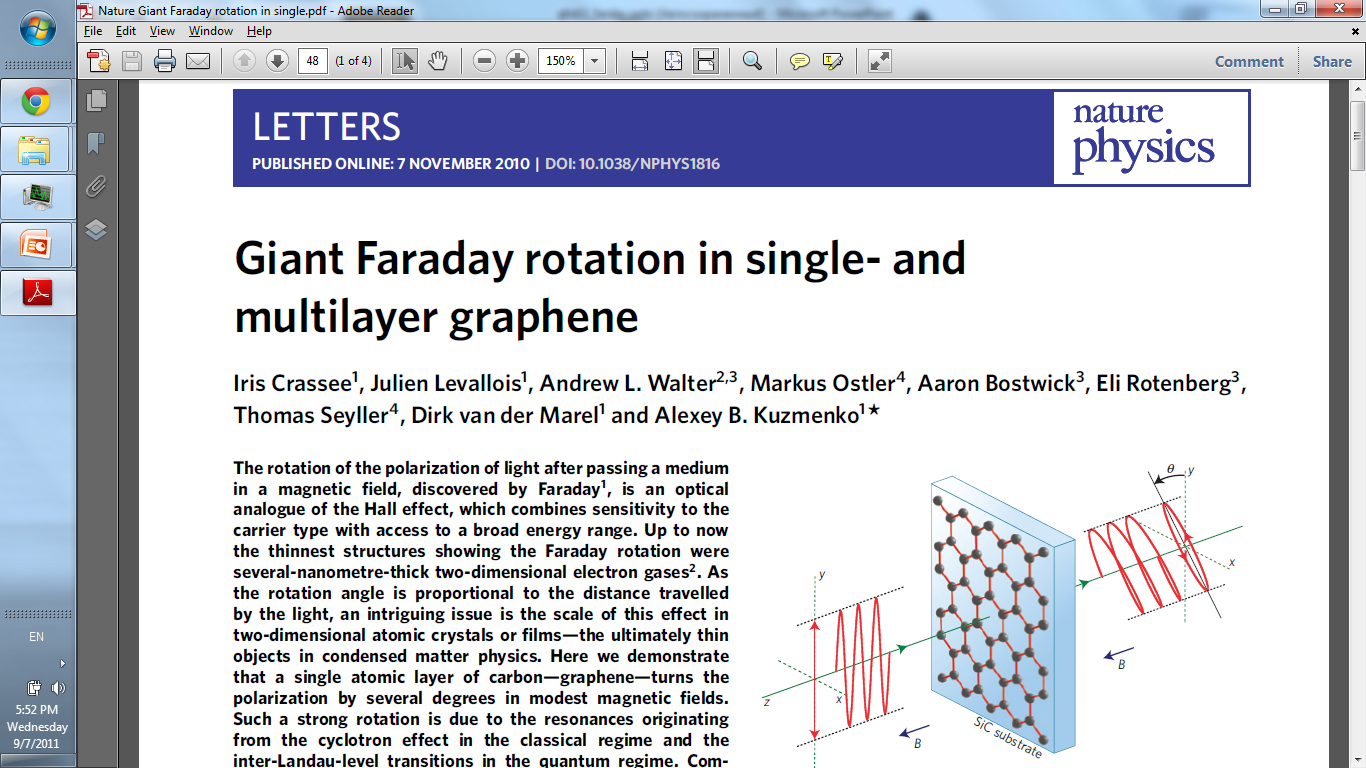 Nature Giant Faraday rotation in single.pdf - Adobe Reader
File Edit View Window Help
48 (1 of 4) 150% Comment Share
LETTERS
PUBLISHED ONLINE: 7 NOVEMBER 2010 | DOI: 10.1038/NPHYS1816
nature
physics
Giant Faraday rotation in single- and
multilayer graphene
Iris Crassee1, Julien Levallois1, Andrew L. Walter2,3, Markus Ostler4, Aaron Bostwick3, Eli Rotenberg3,
Thomas Seyller4, Dirk van der Marel1 and Alexey B. Kuzmenko1★
The rotation of the polarization of light after passing a medium
in a magnetic field, discovered by Faraday1, is an optical
analogue of the Hall effect, which combines sensitivity to the
carrier type with access to a broad energy range. Up to now
the thinnest structures showing the Faraday rotation were
several-nanometre-thick two-dimensional electron gases2. As
the rotation angle is proportional to the distance travelled
by the light, an intriguing issue is the scale of this effect in
two-dimensional atomic crystals or films—the ultimately thin
objects in condensed matter physics. Here we demonstrate
that a single atomic layer of carbon—graphene—turns the
polarization by several degrees in modest magnetic fields.
Such a strong rotation is due to the resonances originating
from the cyclotron effect in the classical regime and the
inter-Landau-level transitions in the quantum regime. Com-
θ y
x
B
y
x
z
B
SiC substrate
EN
5:52 PM
Wednesday
9/7/2011